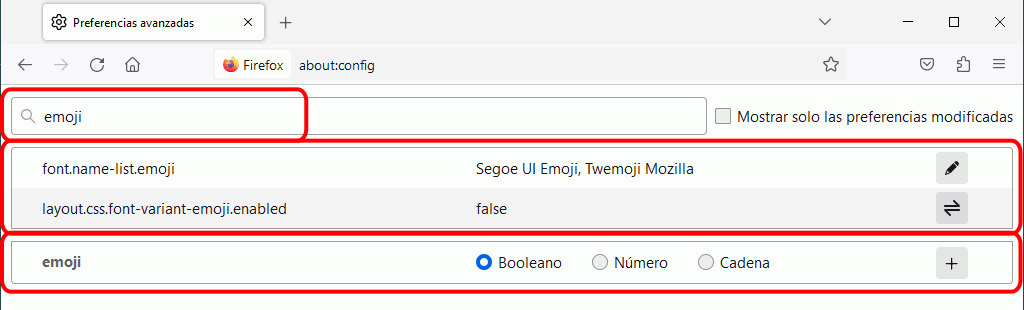 Preferencias avanzadas
Firefox about:config
emoji Mostrar solo las preferencias modificadas
font.name-list.emoji Segoe UI Emoji, Twemoji Mozilla
layout.css.font-variant-emoji.enabled false
emoji Booleano Número Cadena